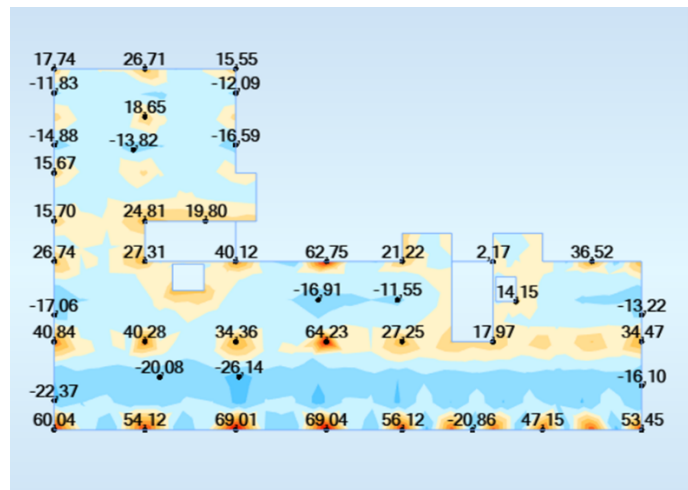 17,74 26,71 15,55
-11,83 -12,09
18,65
-14,88 -13,82 -16,59
15,67
15,70 24,81 19,80
26,74 27,31 40,12 62,75 21,22 2,17 36,52
-16,91 -11,55 14,15
-17,06 -13,22
40,84 40,28 34,36 64,23 27,25 17,97 34,47
-20,08 -26,14
-22,37 -16,10
60,04 54,12 69,01 69,04 56,12 -20,86 47,15 53,45